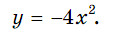 y = −4x².